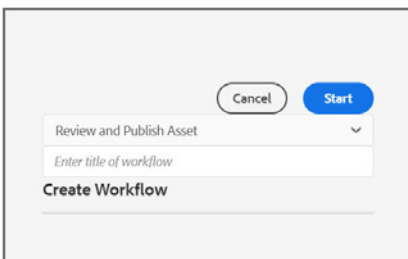 Cancel Start
Review and Publish Asset
Enter title of workflow
Create Workflow